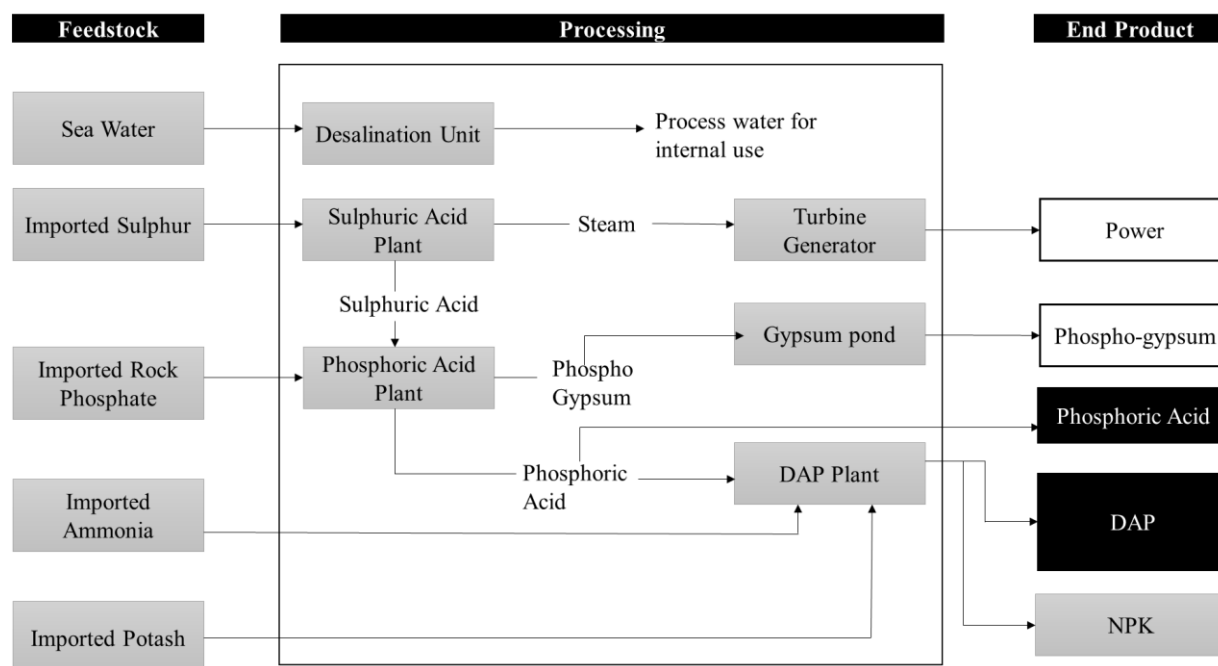 Feedstock
Processing
End Product
Sea Water
Desalination Unit
Process water for
internal use
Imported Sulphur
Sulphuric Acid
Plant
Steam
Turbine
Generator
Power
Sulphuric Acid
Imported Rock
Phosphate
Phosphoric Acid
Plant
Phospho
Gypsum
Gypsum pond
Phospho-gypsum
Phosphoric Acid
Phosphoric
Acid
DAP Plant
Imported
Ammonia
DAP
Imported Potash
NPK